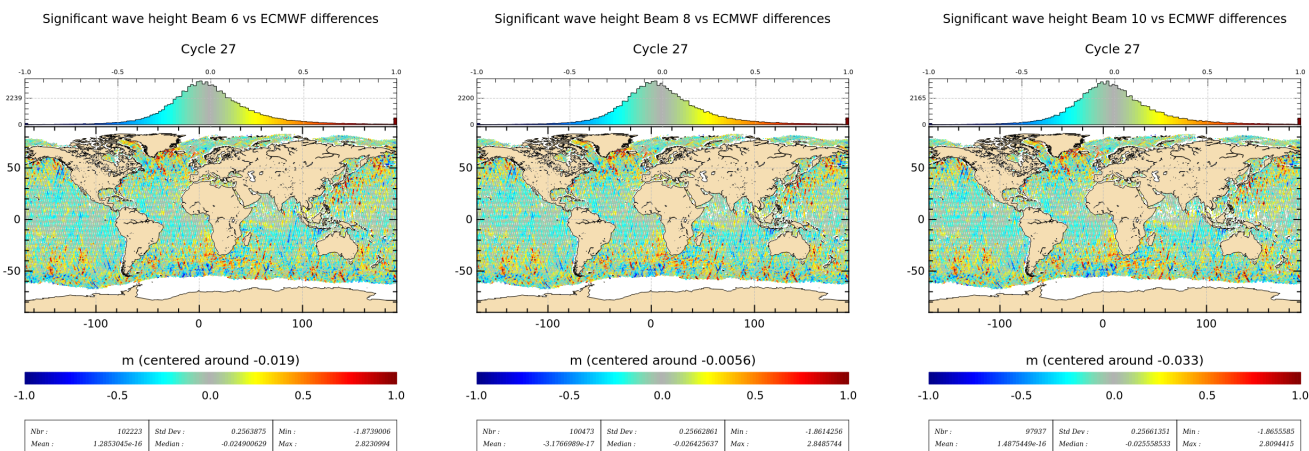 Significant wave height Beam 6 vs ECMWF differences
Cycle 27
-1.0 -0.5 0.0 0.5 1.0
2239
0
50
0
-50
-100 0 100
m (centered around -0.019)
-1.0 -0.5 0.0 0.5 1.0
Nbr : 102223 Std Dev : 0.2563875 Min : -1.8739006
Mean : 1.2853045e-16 Median : -0.024900629 Max : 2.8230994
Significant wave height Beam 8 vs ECMWF differences
Cycle 27
-1.0 -0.5 0.0 0.5 1.0
2200
0
50
0
-50
-100 0 100
m (centered around -0.0056)
-1.0 -0.5 0.0 0.5 1.0
Nbr : 100473 Std Dev : 0.25662861 Min : -1.8614256
Mean : -3.1766989e-17 Median : -0.026425637 Max : 2.8485744
Significant wave height Beam 10 vs ECMWF differences
Cycle 27
-1.0 -0.5 0.0 0.5 1.0
2165
0
50
0
-50
-100 0 100
m (centered around -0.033)
-1.0 -0.5 0.0 0.5 1.0
Nbr : 97937 Std Dev : 0.25661351 Min : -1.8655585
Mean : 1.4875449e-16 Median : -0.025558533 Max : 2.8094415